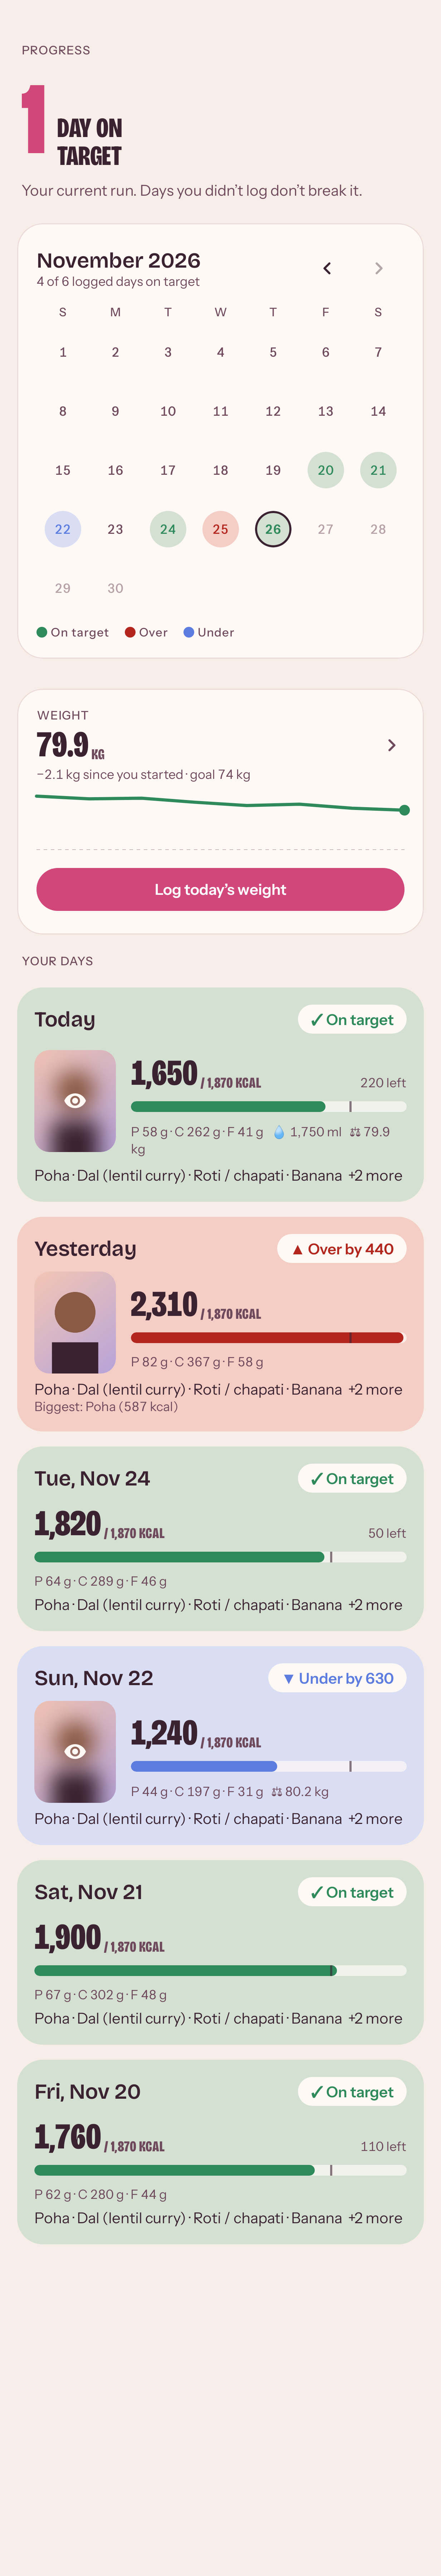 PROGRESS
1 DAY ON
TARGET
Your current run. Days you didn't log don't break it.
November 2026
4 of 6 logged days on target
S M T W T F S
1 2 3 4 5 6 7
8 9 10 11 12 13 14
15 16 17 18 19 20 21
22 23 24 25 26 27 28
29 30
On target Over Under
WEIGHT
79.9 KG
−2.1 kg since you started · goal 74 kg
Log today's weight
YOUR DAYS
Today ✓ On target
1,650 / 1,870 KCAL 220 left
P 58 g · C 262 g · F 41 g 💧 1,750 ml ⚖ 79.9
kg
Poha · Dal (lentil curry) · Roti / chapati · Banana +2 more
Yesterday ▲ Over by 440
2,310 / 1,870 KCAL
P 82 g · C 367 g · F 58 g
Poha · Dal (lentil curry) · Roti / chapati · Banana +2 more
Biggest: Poha (587 kcal)
Tue, Nov 24 ✓ On target
1,820 / 1,870 KCAL 50 left
P 64 g · C 289 g · F 46 g
Poha · Dal (lentil curry) · Roti / chapati · Banana +2 more
Sun, Nov 22 ▼ Under by 630
1,240 / 1,870 KCAL
P 44 g · C 197 g · F 31 g ⚖ 80.2 kg
Poha · Dal (lentil curry) · Roti / chapati · Banana +2 more
Sat, Nov 21 ✓ On target
1,900 / 1,870 KCAL
P 67 g · C 302 g · F 48 g
Poha · Dal (lentil curry) · Roti / chapati · Banana +2 more
Fri, Nov 20 ✓ On target
1,760 / 1,870 KCAL 110 left
P 62 g · C 280 g · F 44 g
Poha · Dal (lentil curry) · Roti / chapati · Banana +2 more